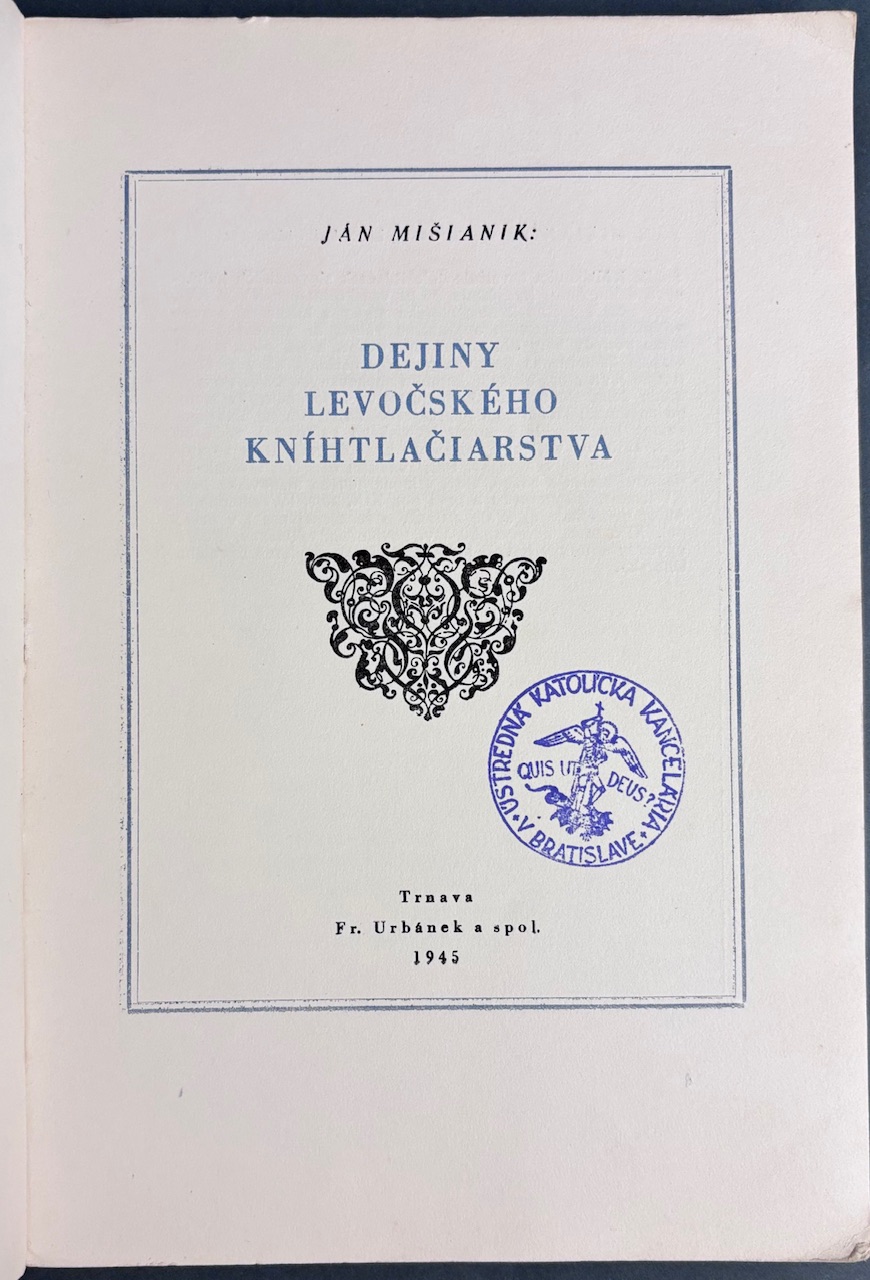 JÁN MIŠIANIK:
DEJINY
LEVOČSKÉHO
KNÍHTLAČIARSTVA
ÚSTREDNÁ KATOLÍCKA KANCELÁRIA
QUIS UT DEUS?
V BRATISLAVE
Trnava
Fr. Urbánek a spol.
1945